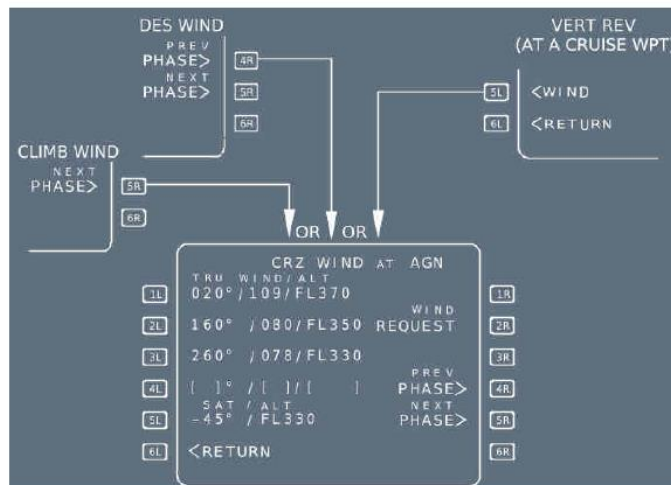 DES WIND
PREV
PHASE>
4R
NEXT
PHASE>
5R
6R
VERT REV
(AT A CRUISE WPT)
5L
<WIND
6L
<RETURN
CLIMB WIND
NEXT
PHASE>
5R
6R
OR OR
CRZ WIND AT AGN
TRU WIND/ALT
1L 020°/109/FL370 1R
WIND
2L 160° /080/FL350 REQUEST 2R
3L 260° /078/FL330 3R
PREV
4L [ ]°/[ ]/[ ] PHASE> 4R
SAT / ALT NEXT
5L -45° /FL330 PHASE> 5R
6L <RETURN 6R